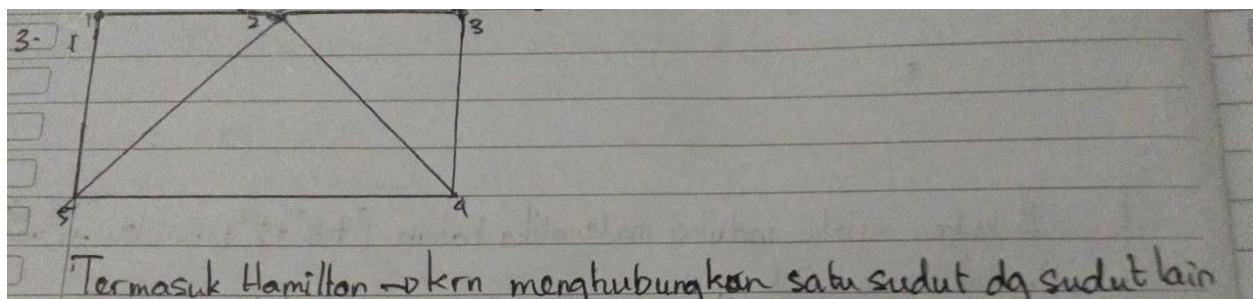 3. I
1
2
3
5
4
Termasuk Hamilton → krn menghubungkan satu sudut dg sudut lain